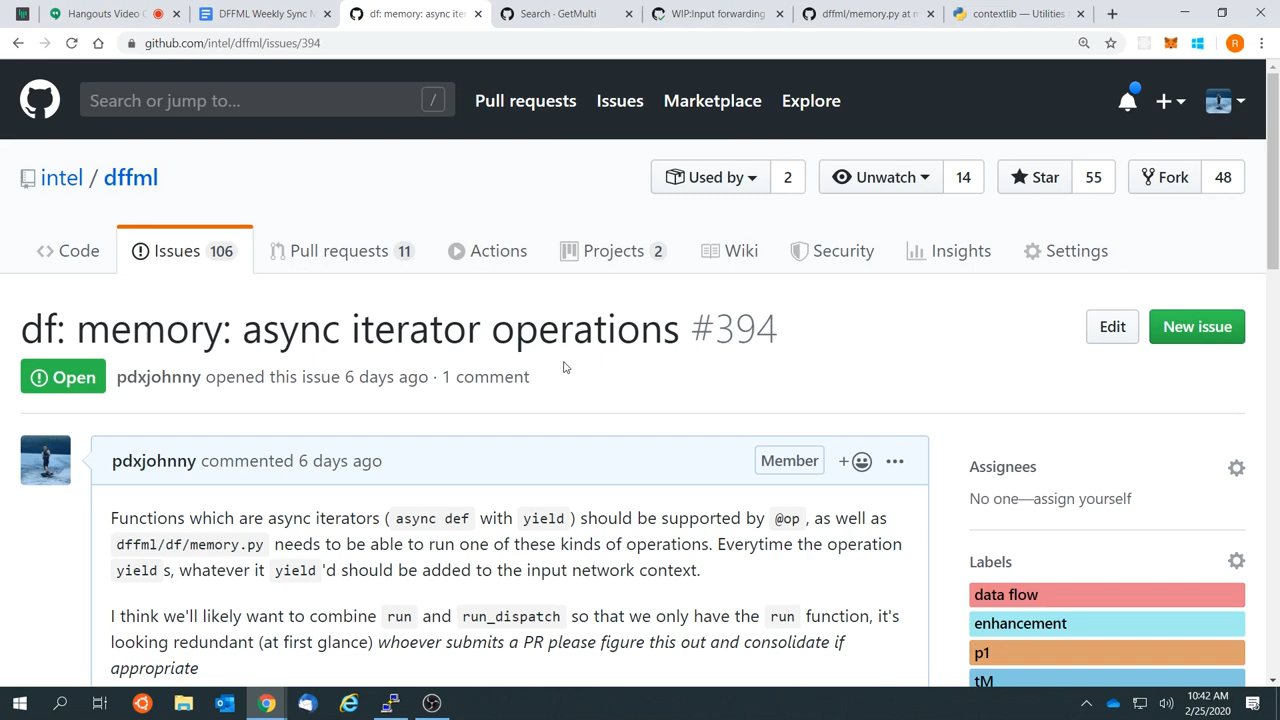 Hangouts Video C
DFFML Weekly Sync M
df: memory: async iter
Search · GetMulti
WIP:Input forwarding
dffml/memory.py at m
contextlib — Utilities
github.com/intel/dffml/issues/394
R
Search or jump to...
/
Pull requests
Issues
Marketplace
Explore
intel / dffml
Used by
2
Unwatch
14
Star
55
Fork
48
Code
Issues 106
Pull requests 11
Actions
Projects 2
Wiki
Security
Insights
Settings
df: memory: async iterator operations #394
Edit
New issue
Open
pdxjohnny opened this issue 6 days ago · 1 comment
pdxjohnny commented 6 days ago
Member
Functions which are async iterators ( async def with yield ) should be supported by @op , as well as
dffml/df/memory.py needs to be able to run one of these kinds of operations. Everytime the operation
yield s, whatever it yield 'd should be added to the input network context.
I think we'll likely want to combine run and run_dispatch so that we only have the run function, it's
looking redundant (at first glance) whoever submits a PR please figure this out and consolidate if
appropriate
Assignees
No one—assign yourself
Labels
data flow
enhancement
p1
tM
10:42 AM
2/25/2020